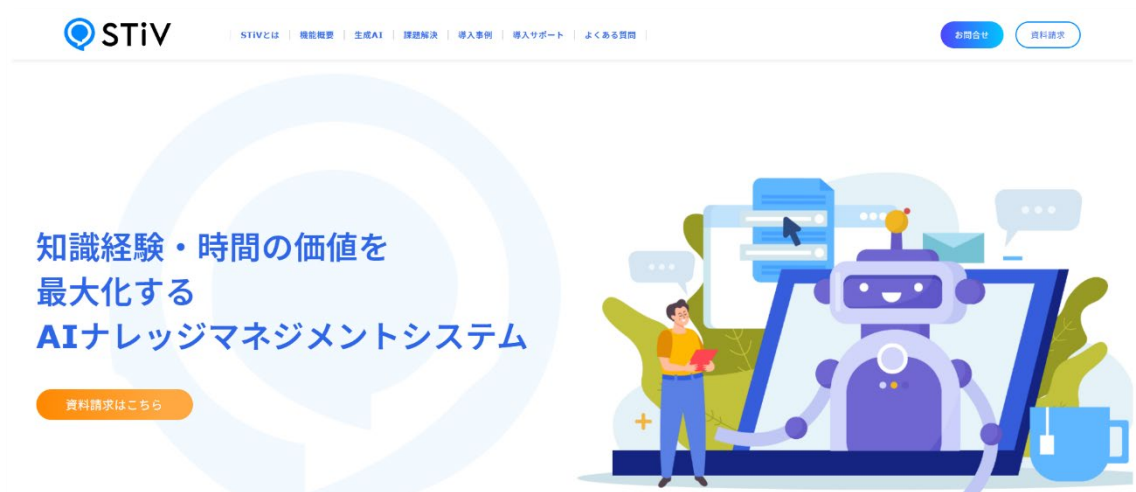 STiV
STiVとは 機能概要 生成AI 課題解決 導入事例 導入サポート よくある質問
お問合せ 資料請求
知識経験・時間の価値を
最大化する
AIナレッジマネジメントシステム
資料請求はこちら